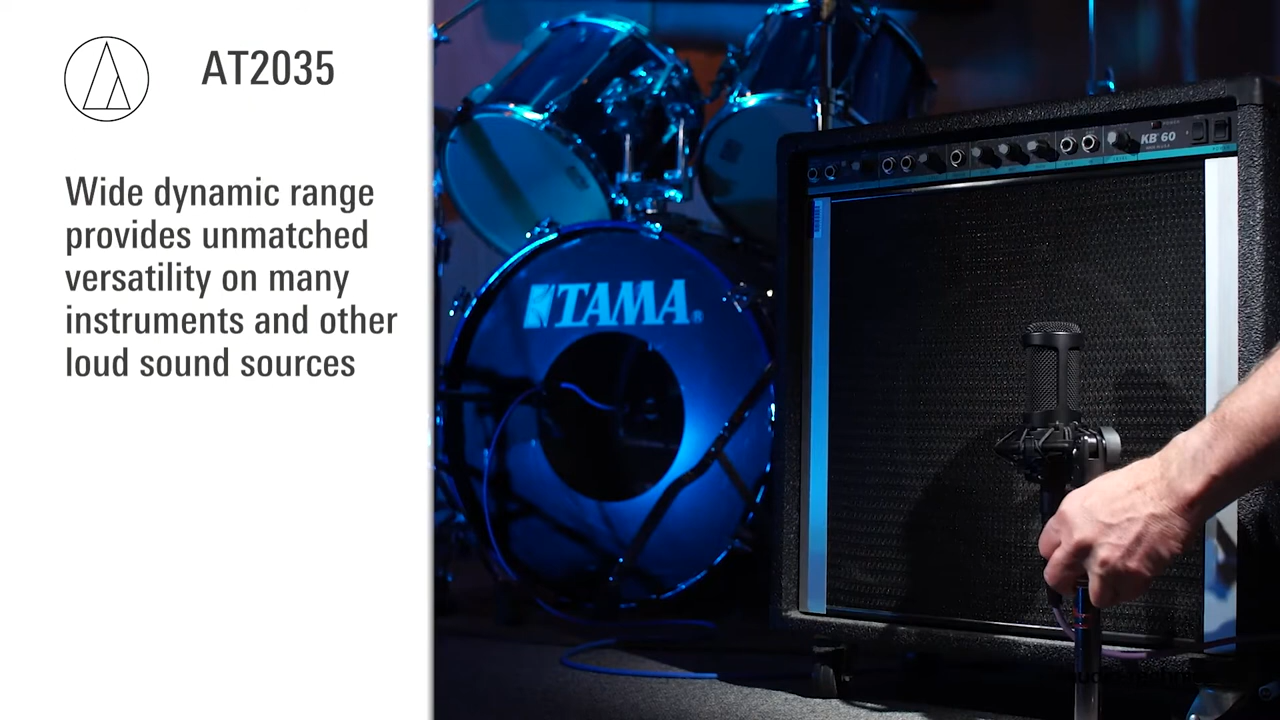 AT2035
Wide dynamic range
provides unmatched
versatility on many
instruments and other
loud sound sources
TAMA®
KB 60